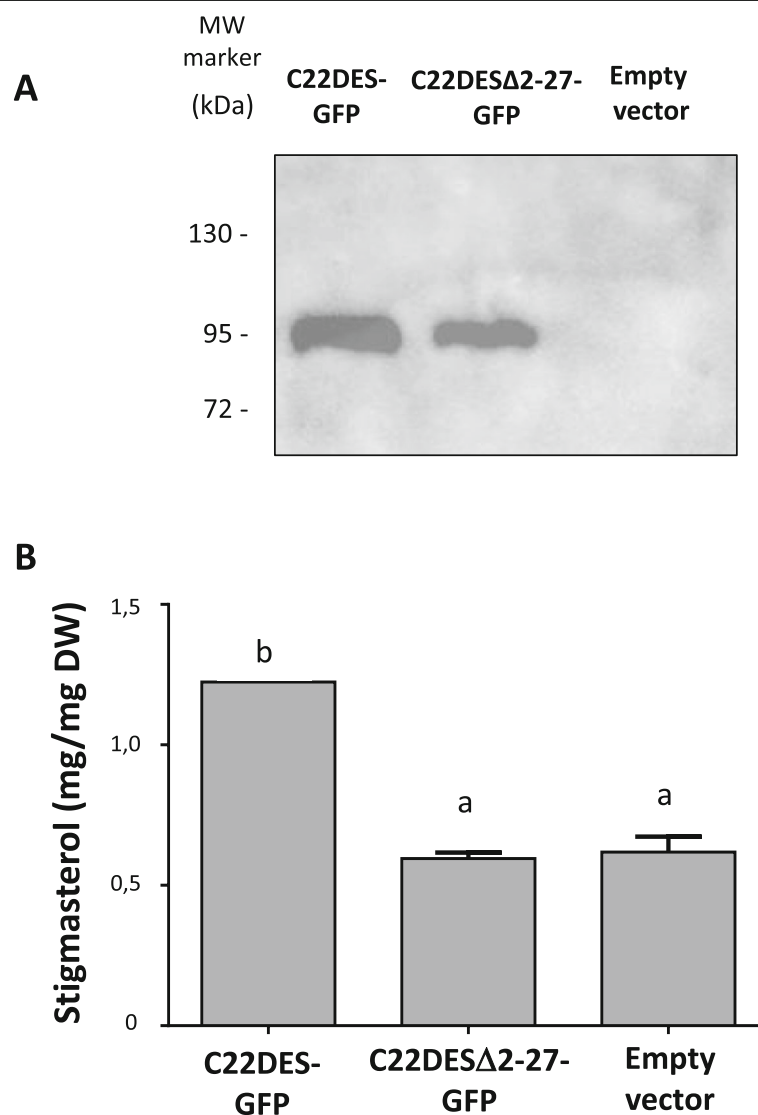 A
MW
marker
(kDa)
C22DES-
GFP
C22DESΔ2-27-
GFP
Empty
vector
130 -
95 -
72 -
B
Stigmasterol (mg/mg DW)
1,5
1,0
0,5
0
b
a
a
C22DES-
GFP
C22DESΔ2-27-
GFP
Empty
vector